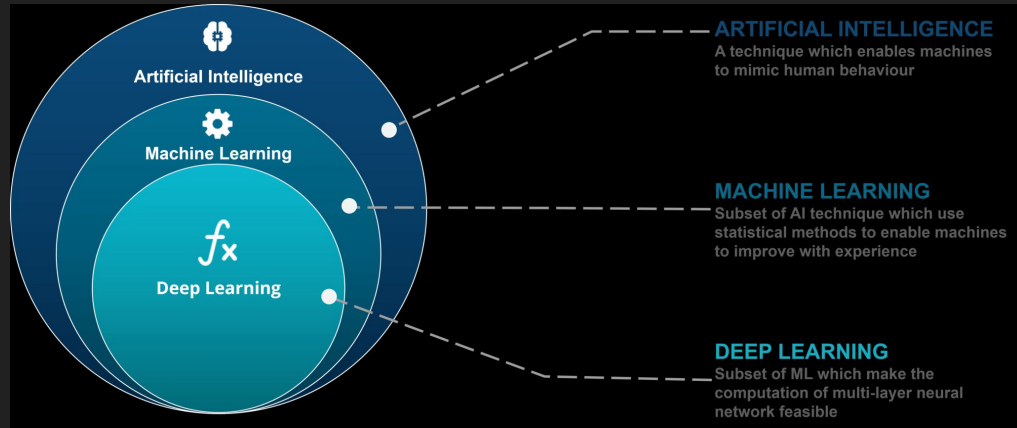 Artificial Intelligence
Machine Learning
fx
Deep Learning
ARTIFICIAL INTELLIGENCE
A technique which enables machines
to mimic human behaviour
MACHINE LEARNING
Subset of AI technique which use
statistical methods to enable machines
to improve with experience
DEEP LEARNING
Subset of ML which make the
computation of multi-layer neural
network feasible